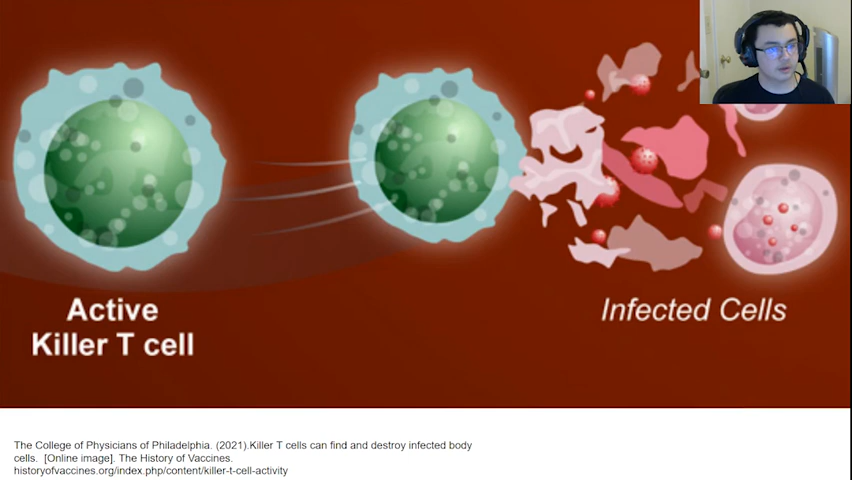 Active
Killer T cell
Infected Cells
The College of Physicians of Philadelphia. (2021).Killer T cells can find and destroy infected body
cells. [Online image]. The History of Vaccines.
historyofvaccines.org/index.php/content/killer-t-cell-activity